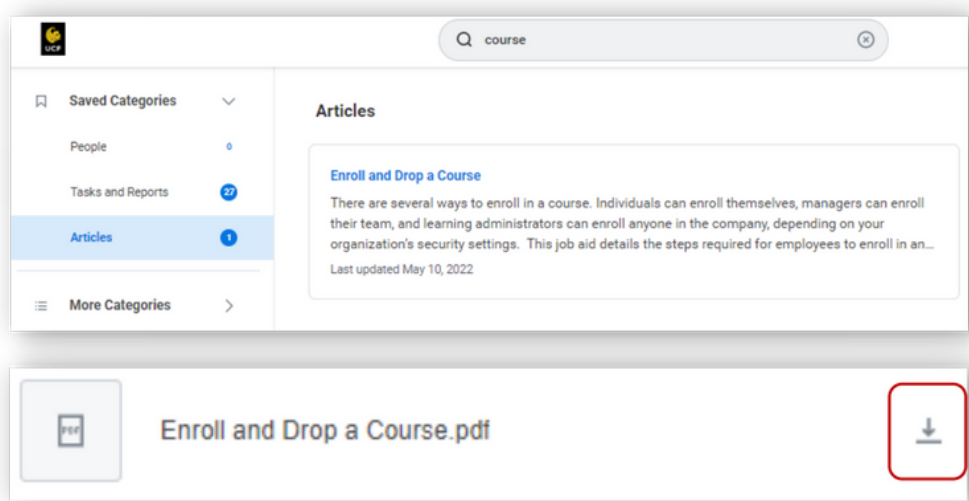 UCF
course
Saved Categories
People 0
Tasks and Reports 27
Articles 1
More Categories
Articles
Enroll and Drop a Course
There are several ways to enroll in a course. Individuals can enroll themselves, managers can enroll
their team, and learning administrators can enroll anyone in the company, depending on your
organization's security settings. This job aid details the steps required for employees to enroll in an...
Last updated May 10, 2022
PDF
Enroll and Drop a Course.pdf